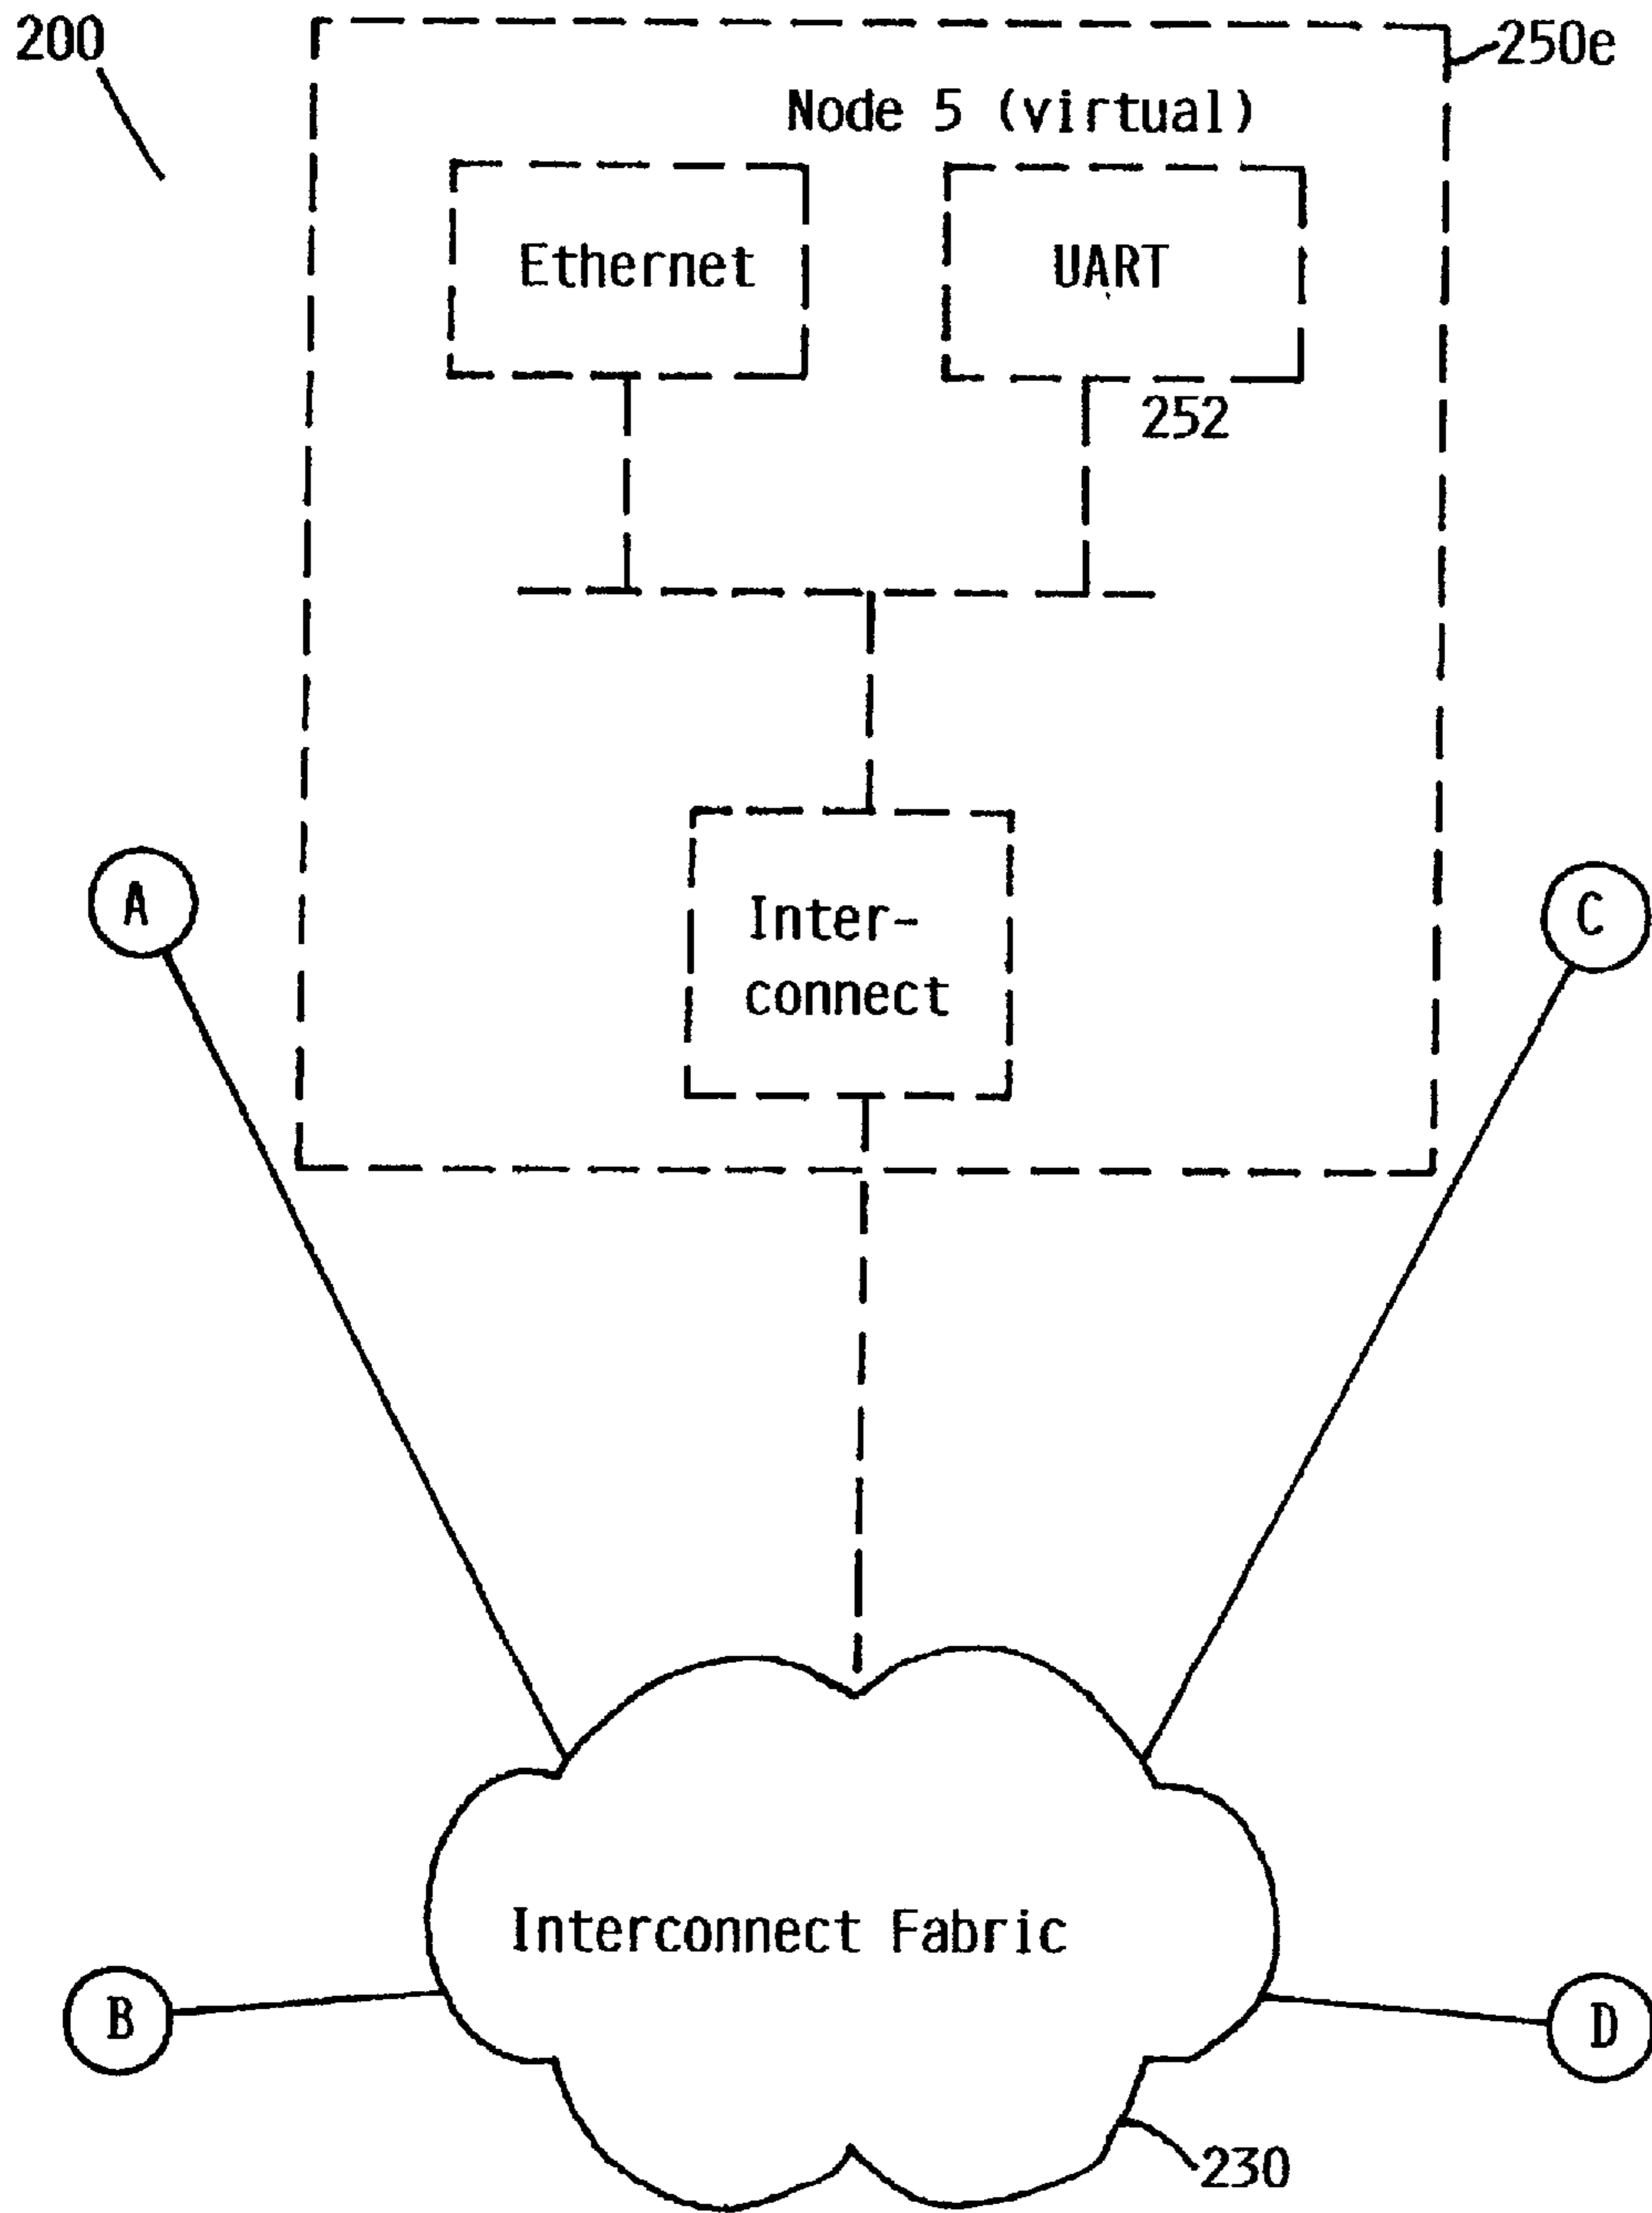 200
250e
Node 5 (virtual)
Ethernet
UART
252
Inter-
connect
A
C
Interconnect Fabric
B
D
230